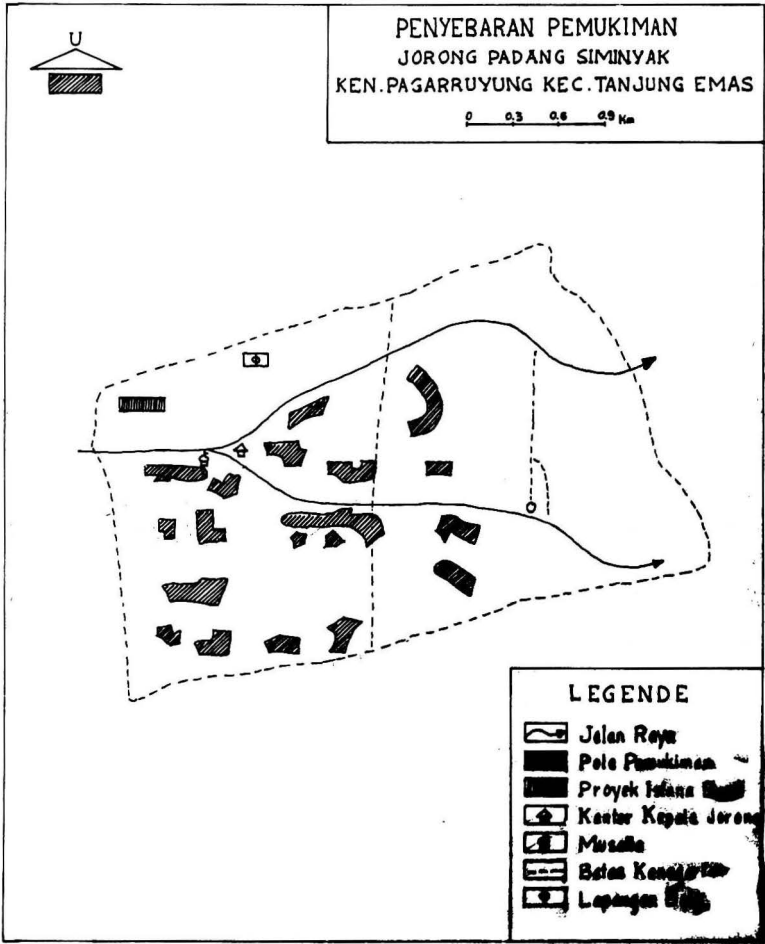 U
PENYEBARAN PEMUKIMAN
JORONG PADANG SIMINYAK
KEN.PAGARRUYUNG KEC.TANJUNG EMAS
0 0.3 0.6 0.9 Km
LEGENDE
Jalan Raya
Pola Pemukiman
Proyek Istana
Kantor Kepala Jorong
Musalla
Batas
Lapangan